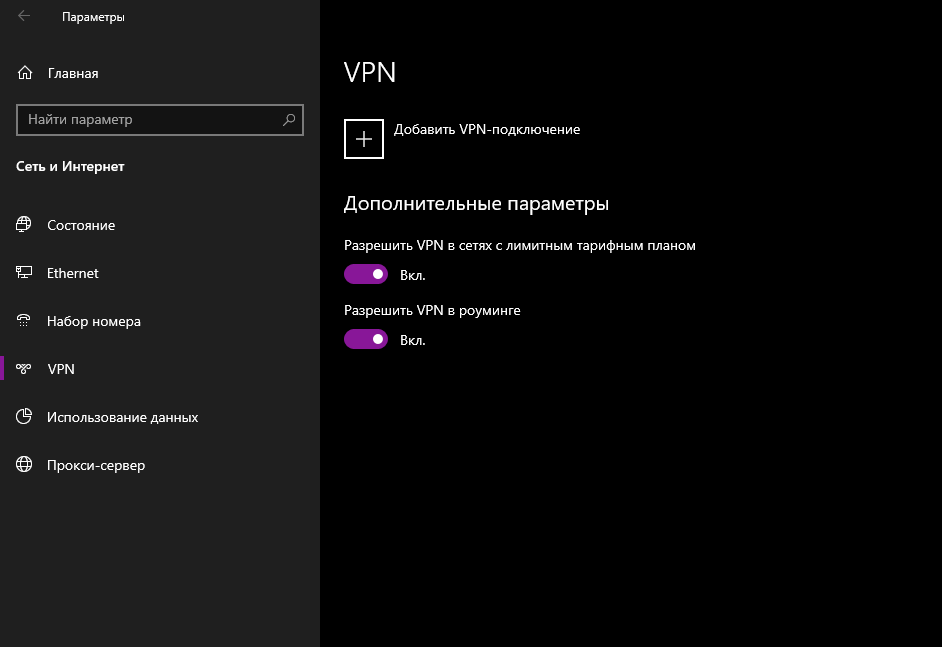 Параметры
Главная
Найти параметр
Сеть и Интернет
Состояние
Ethernet
Набор номера
VPN
Использование данных
Прокси-сервер
VPN
Добавить VPN-подключение
Дополнительные параметры
Разрешить VPN в сетях с лимитным тарифным планом
Вкл.
Разрешить VPN в роуминге
Вкл.